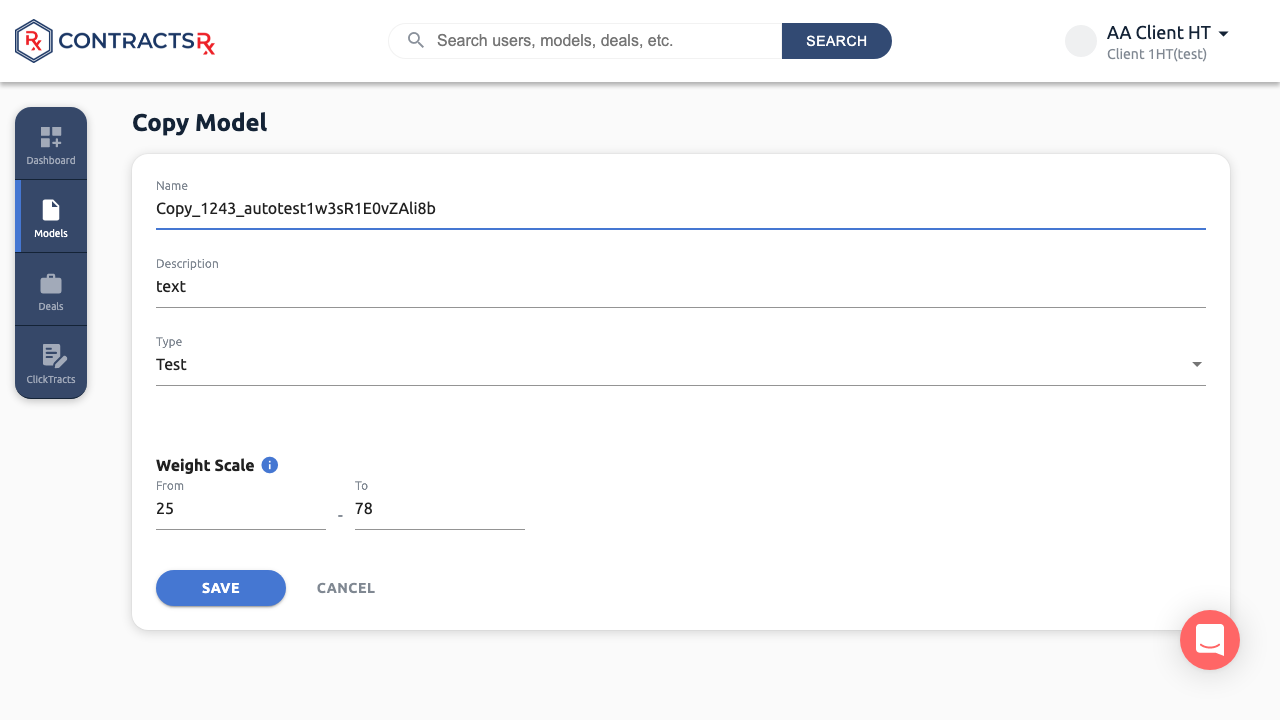 CONTRACTSRx
Search users, models, deals, etc.
SEARCH
AA Client HT
Client 1HT(test)
Dashboard
Models
Deals
ClickTracts
Copy Model
Name
Copy_1243_autotest1w3sR1E0vZAli8b
Description
text
Type
Test
Weight Scale
From
To
25 - 78
SAVE CANCEL